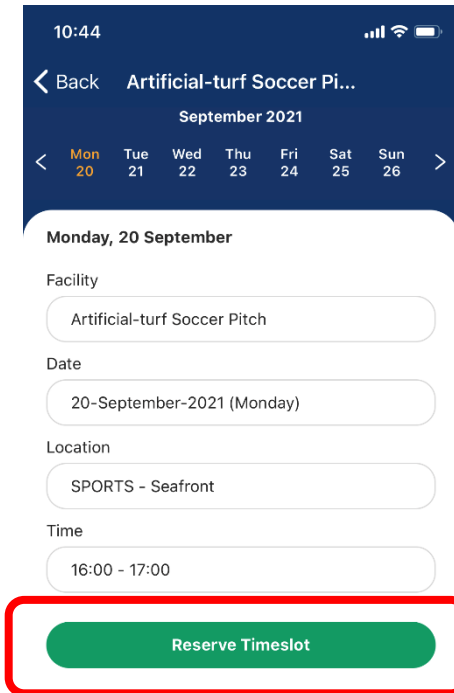 10:44
Back Artificial-turf Soccer Pi...
September 2021
Mon Tue Wed Thu Fri Sat Sun
20 21 22 23 24 25 26
Monday, 20 September
Facility
Artificial-turf Soccer Pitch
Date
20-September-2021 (Monday)
Location
SPORTS - Seafront
Time
16:00 - 17:00
Reserve Timeslot